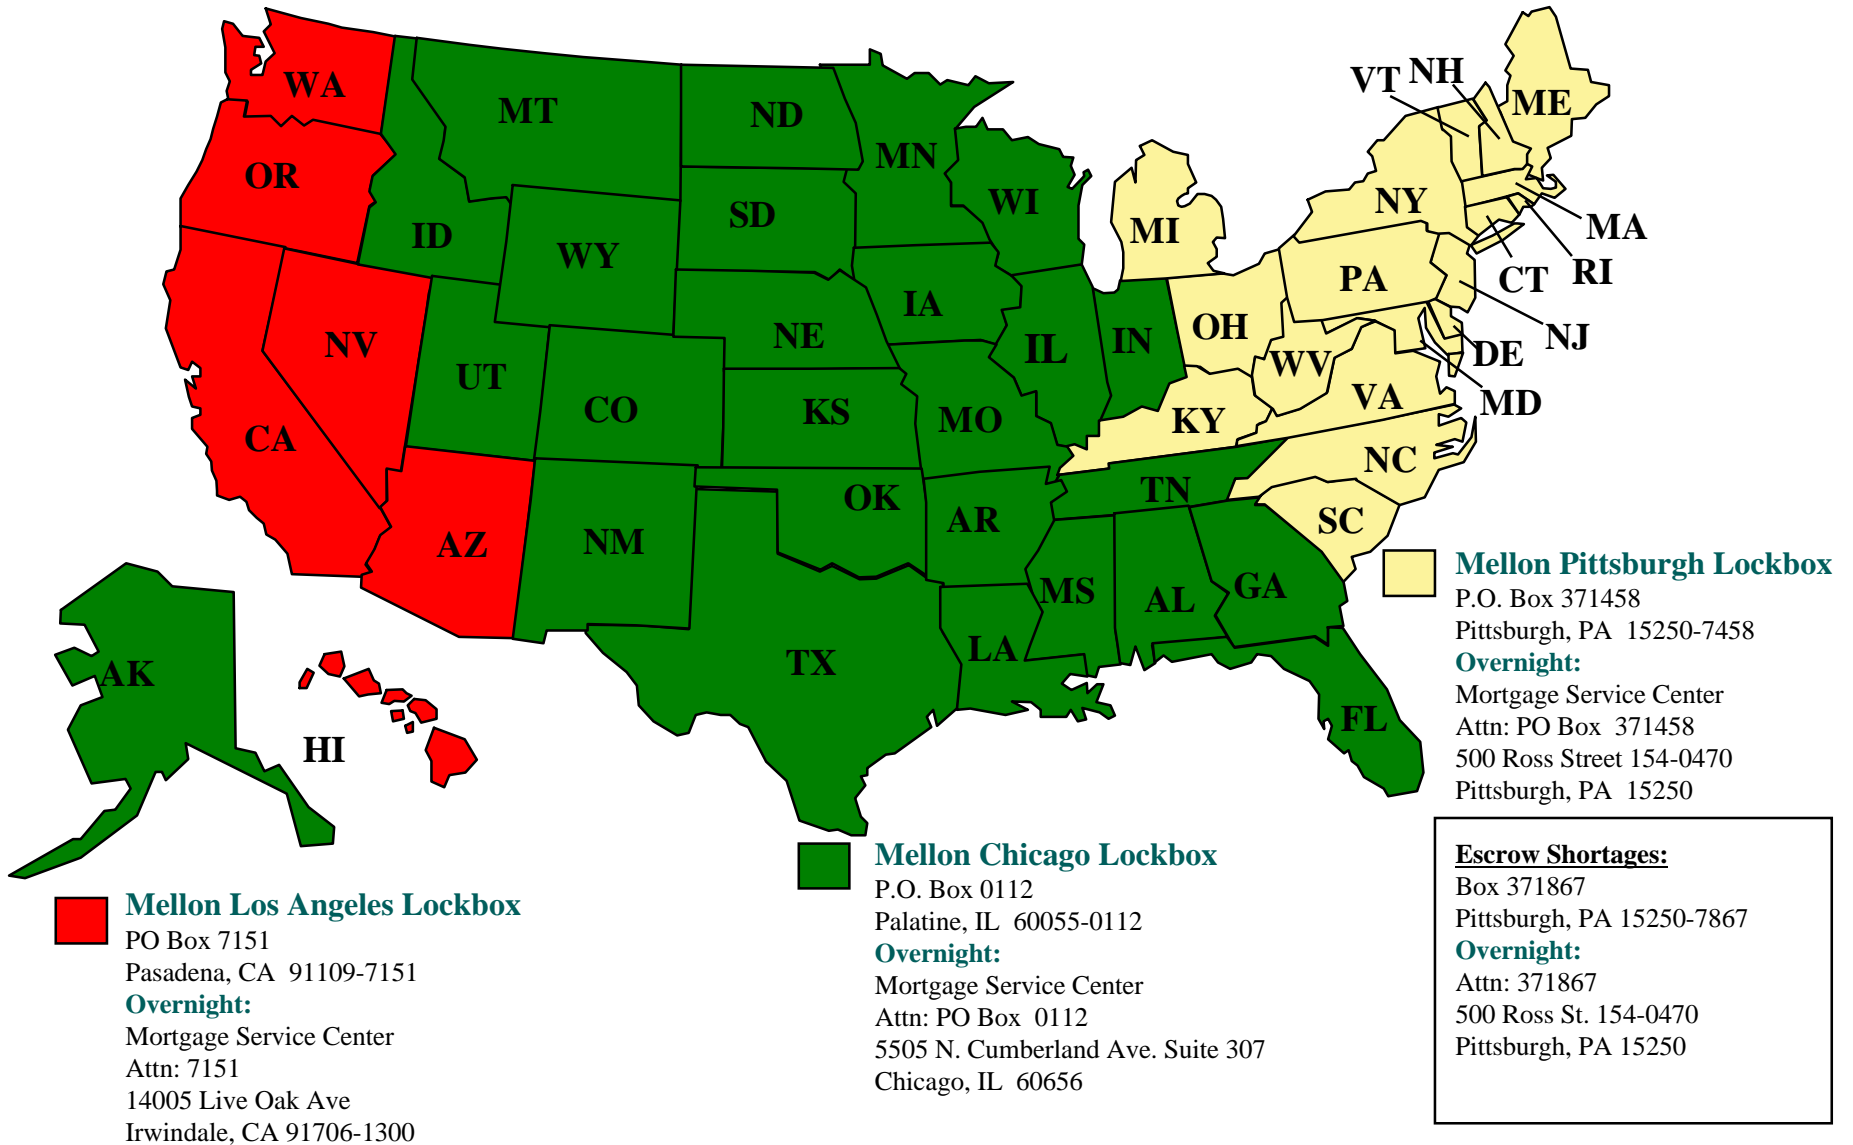 WA
MT
ND
MN
OR
ID
WY
SD
WI
MI
NY
VT
NH
ME
MA
RI
CT
NJ
DE
MD
PA
NV
UT
CO
NE
IA
IL
IN
OH
WV
VA
KY
CA
KS
MO
NC
TN
SC
AZ
NM
OK
AR
MS
AL
GA
TX
LA
FL
AK
HI
Mellon Pittsburgh Lockbox
P.O. Box 371458
Pittsburgh, PA 15250-7458
Overnight:
Mortgage Service Center
Attn: PO Box 371458
500 Ross Street 154-0470
Pittsburgh, PA 15250
Escrow Shortages:
Box 371867
Pittsburgh, PA 15250-7867
Overnight:
Attn: 371867
500 Ross St. 154-0470
Pittsburgh, PA 15250
Mellon Chicago Lockbox
P.O. Box 0112
Palatine, IL 60055-0112
Overnight:
Mortgage Service Center
Attn: PO Box 0112
5505 N. Cumberland Ave. Suite 307
Chicago, IL 60656
Mellon Los Angeles Lockbox
PO Box 7151
Pasadena, CA 91109-7151
Overnight:
Mortgage Service Center
Attn: 7151
14005 Live Oak Ave
Irwindale, CA 91706-1300